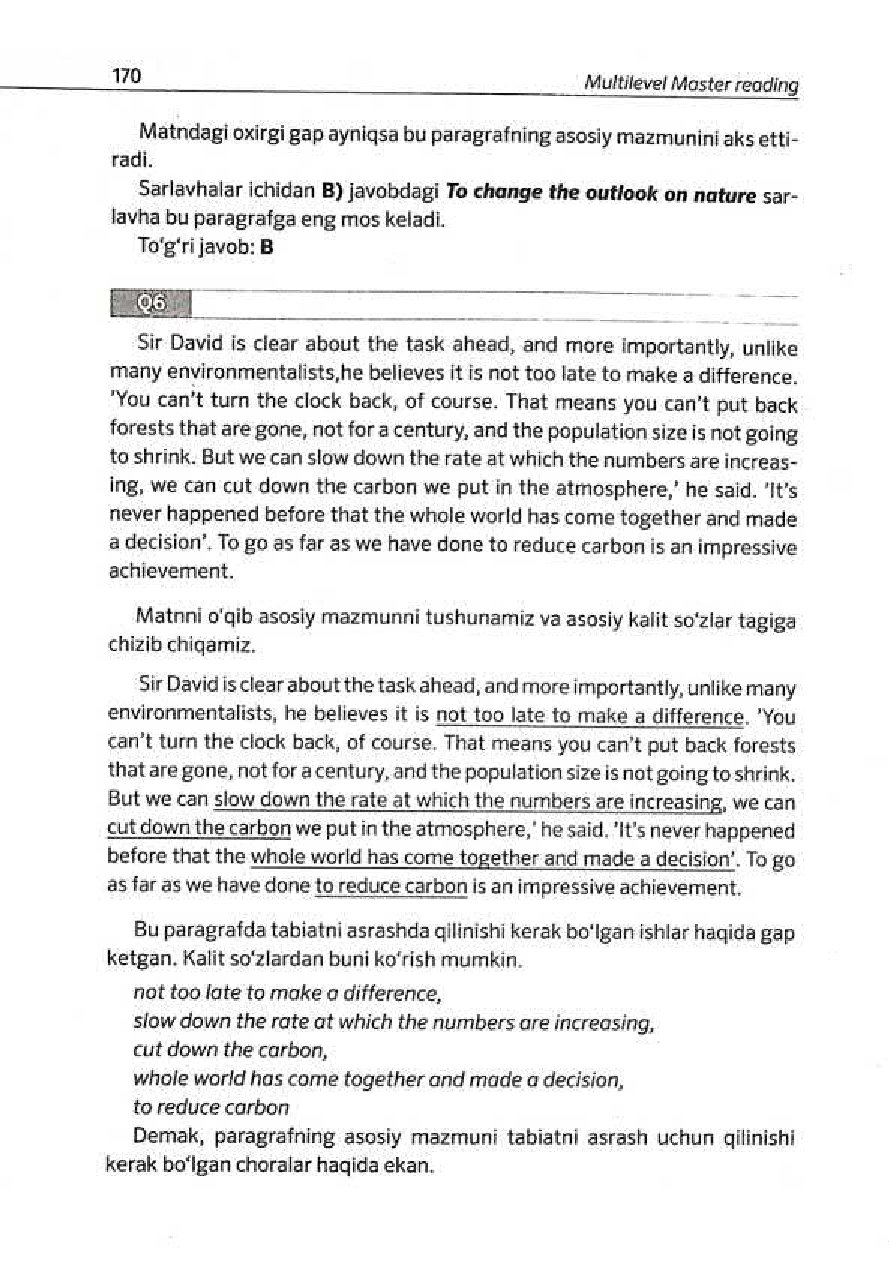 170
Multilevel Master reading
Matndagi oxirgi gap ayniqsa bu paragrafning asosiy mazmunini aks etti-
radi.
Sarlavhalar ichidan B) javobdagi To change the outlook on nature sar-
lavha bu paragrafga eng mos keladi.
To'g'ri javob: B
Q6
Sir David is clear about the task ahead, and more importantly, unlike
many environmentalists,he believes it is not too late to make a difference.
'You can't turn the clock back, of course. That means you can't put back
forests that are gone, not for a century, and the population size is not going
to shrink. But we can slow down the rate at which the numbers are increas-
ing, we can cut down the carbon we put in the atmosphere,' he said. 'It's
never happened before that the whole world has come together and made
a decision'. To go as far as we have done to reduce carbon is an impressive
achievement.
Matnni o'qib asosiy mazmunni tushunamiz va asosiy kalit so'zlar tagiga
chizib chiqamiz.
Sir David is clear about the task ahead, and more importantly, unlike many
environmentalists, he believes it is not too late to make a difference. 'You
can't turn the clock back, of course. That means you can't put back forests
that are gone, not for a century, and the population size is not going to shrink.
But we can slow down the rate at which the numbers are increasing, we can
cut down the carbon we put in the atmosphere,' he said. 'It's never happened
before that the whole world has come together and made a decision'. To go
as far as we have done to reduce carbon is an impressive achievement.
Bu paragrafda tabiatni asrashda qilinishi kerak bo'lgan ishlar haqida gap
ketgan. Kalit so'zlardan buni ko'rish mumkin.
not too late to make a difference,
slow down the rate at which the numbers are increasing,
cut down the carbon,
whole world has come together and made a decision,
to reduce carbon
Demak, paragrafning asosiy mazmuni tabiatni asrash uchun qilinishi
kerak bo'lgan choralar haqida ekan.